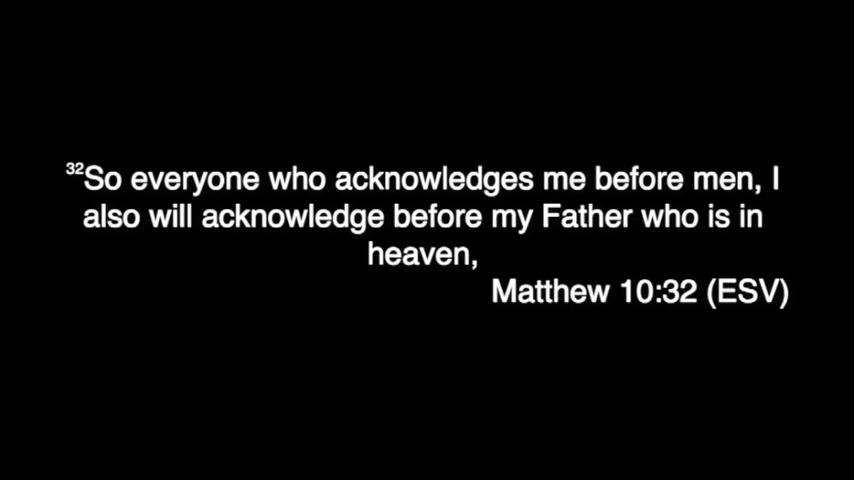 32So everyone who acknowledges me before men, I
also will acknowledge before my Father who is in
heaven,
Matthew 10:32 (ESV)